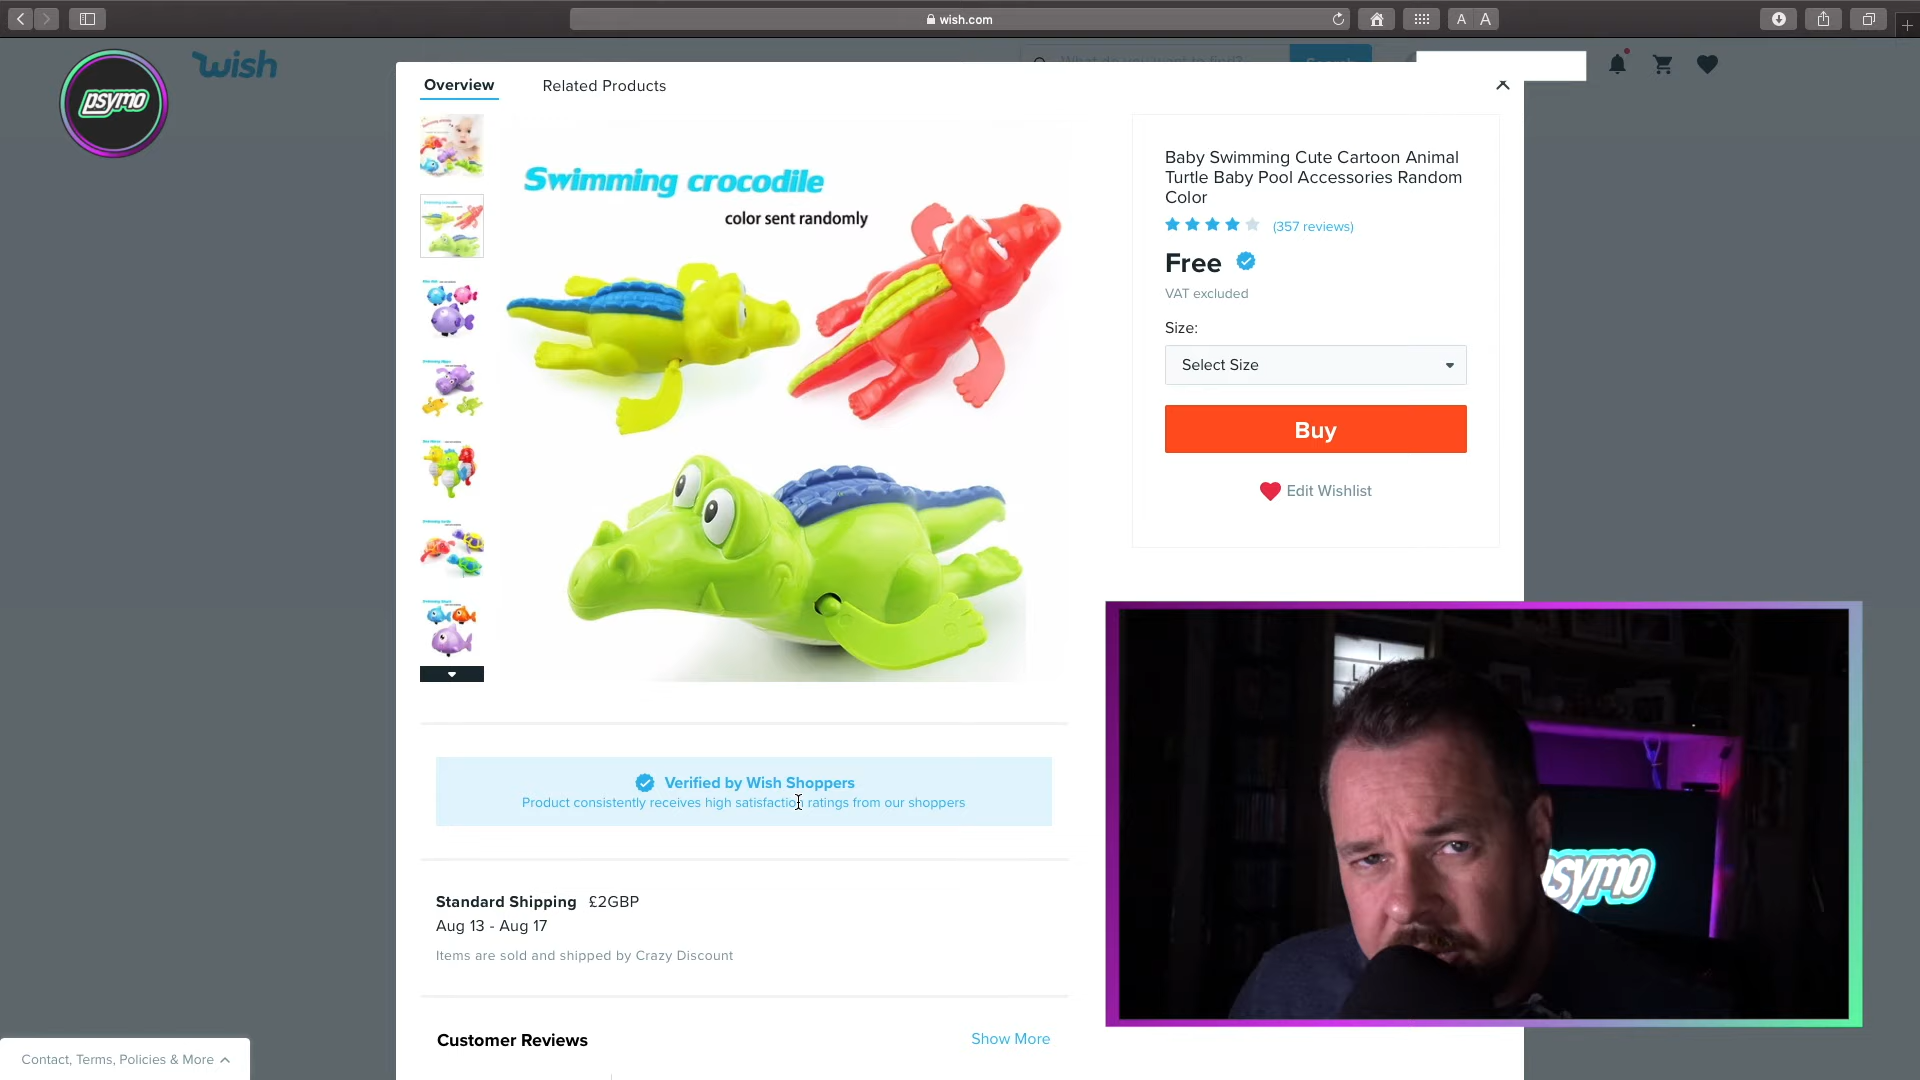 wish.com
A A
psymo
wish
Overview
Related Products
Swimming crocodile
color sent randomly
Baby Swimming Cute Cartoon Animal
Turtle Baby Pool Accessories Random
Color
(357 reviews)
Free
VAT excluded
Size:
Select Size
Buy
Edit Wishlist
Verified by Wish Shoppers
Product consistently receives high satisfaction ratings from our shoppers
Standard Shipping £2GBP
Aug 13 - Aug 17
Items are sold and shipped by Crazy Discount
Customer Reviews
Show More
Contact, Terms, Policies & More
psymo